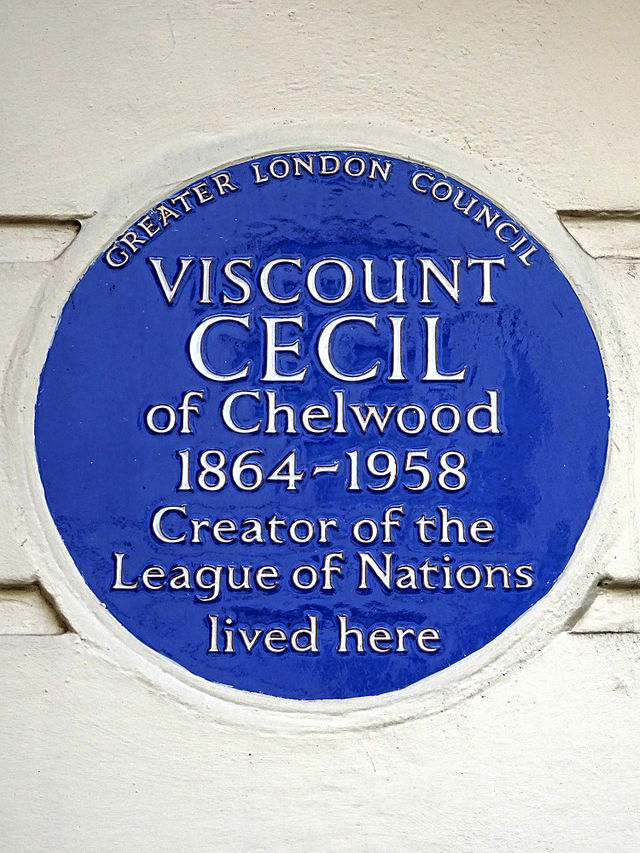 GREATER LONDON COUNCIL
VISCOUNT
CECIL
of Chelwood
1864-1958
Creator of the
League of Nations
lived here